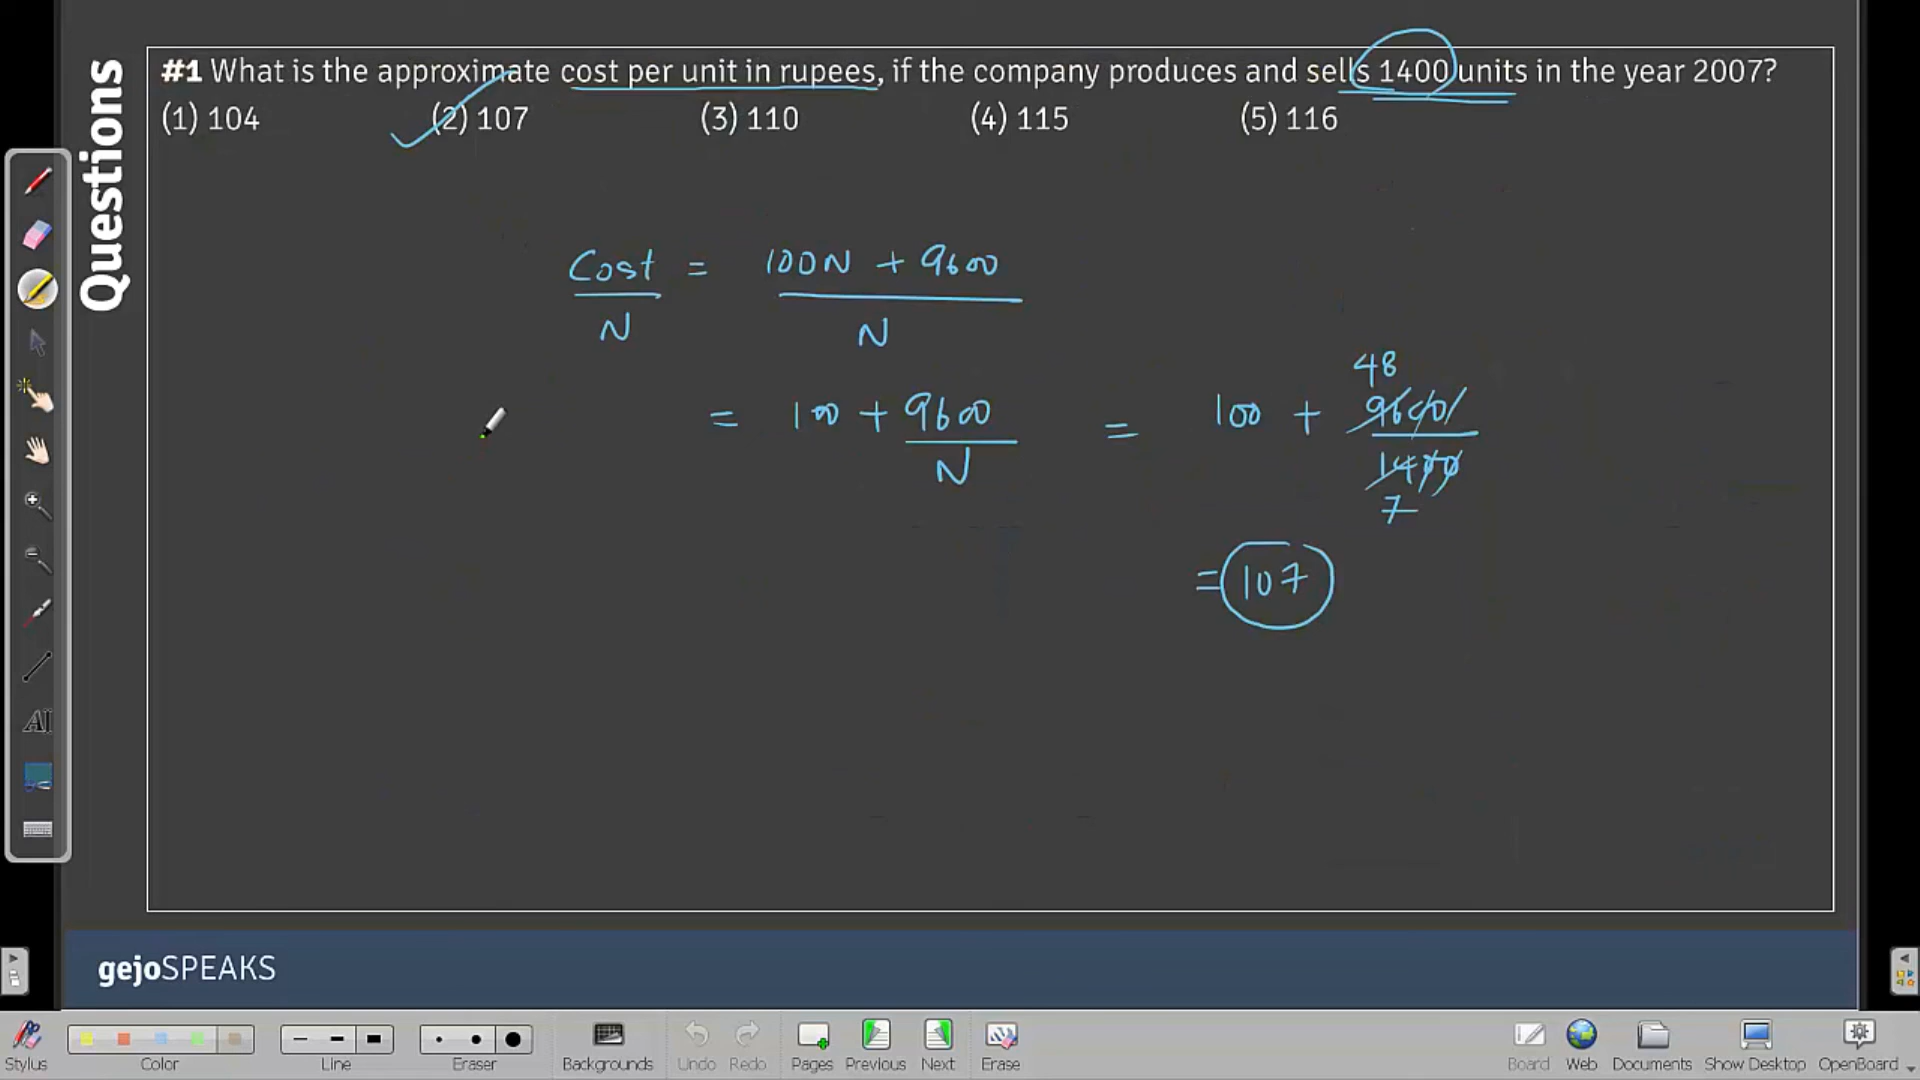 Questions
#1 What is the approximate cost per unit in rupees, if the company produces and sells 1400 units in the year 2007?
(1) 104 (2) 107 (3) 110 (4) 115 (5) 116
Cost/N = 100N + 9600/N
= 100 + 9600/N = 100 + 9600/1400
48
7
= 107
gejoSPEAKS
Stylus Color Line Eraser Backgrounds Undo Redo Pages Previous Next Erase Board Web Documents Show Desktop OpenBoard